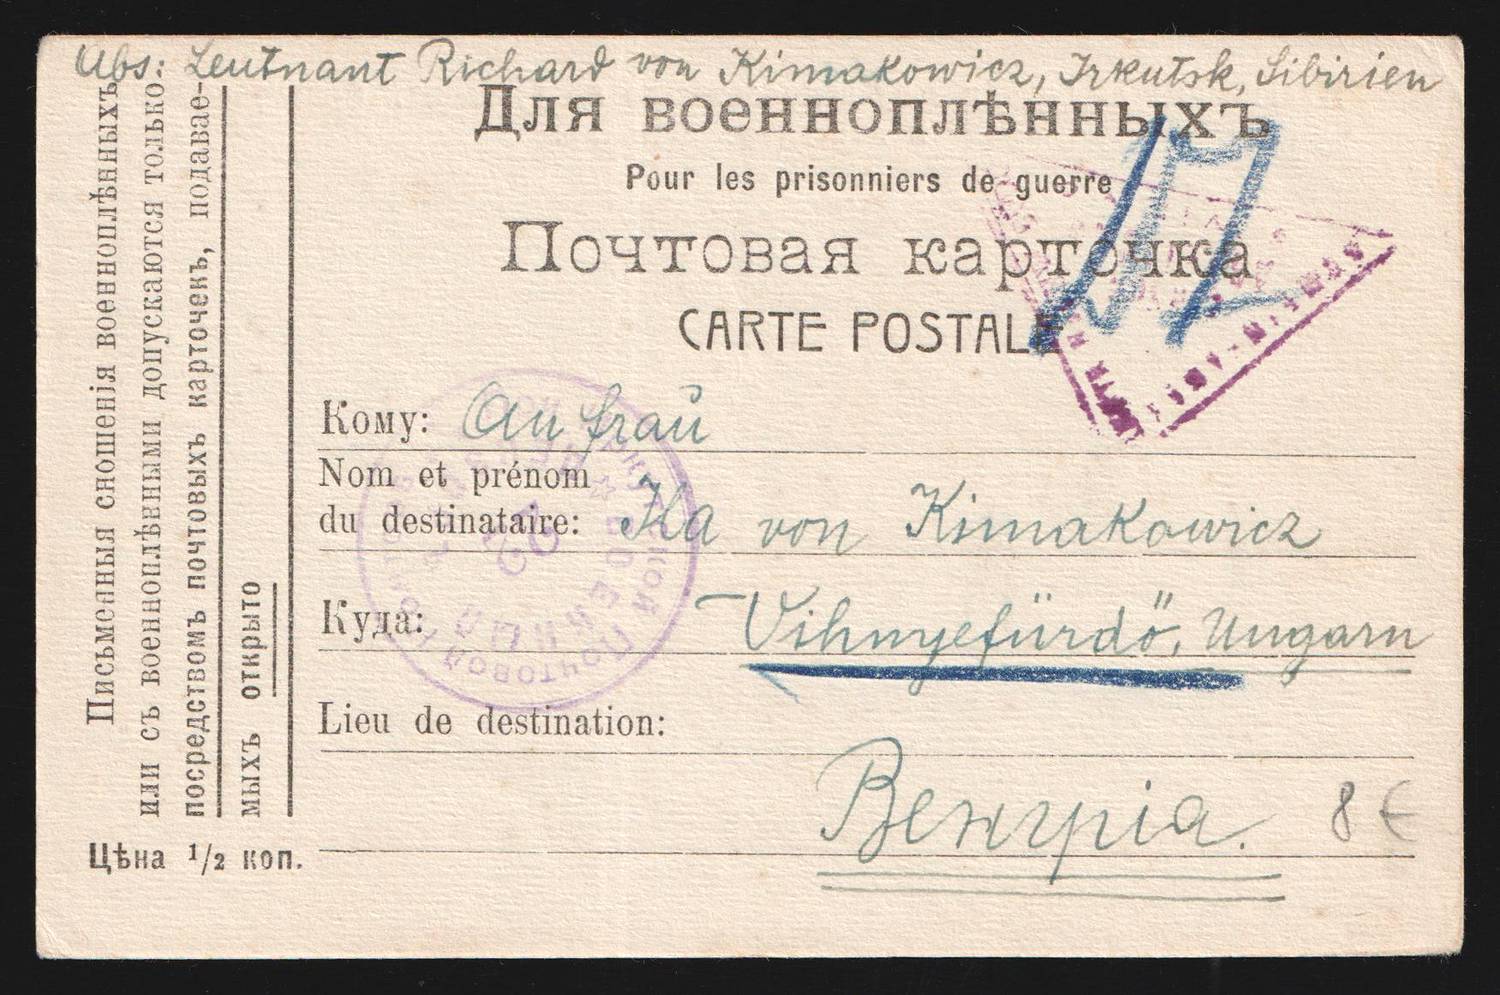 Abs: Leutnant Richard von Kimakowicz, Irkutsk, Sibirien
Для военноплѣнныхъ
Pour les prisonniers de guerre
Почтовая карточка
CARTE POSTALE
Кому: An Frau
Nom et prénom
du destinataire: Ila von Kimakowicz
Куда: Vihnyefürdő, Ungarn
Lieu de destination:
Венгрія.
8 €
Письменныя сношенія военноплѣнныхъ
или съ военноплѣнными допускаются только
посредствомъ почтовыхъ карточекъ, подавае-
мыхъ открыто
Цѣна 1/2 коп.